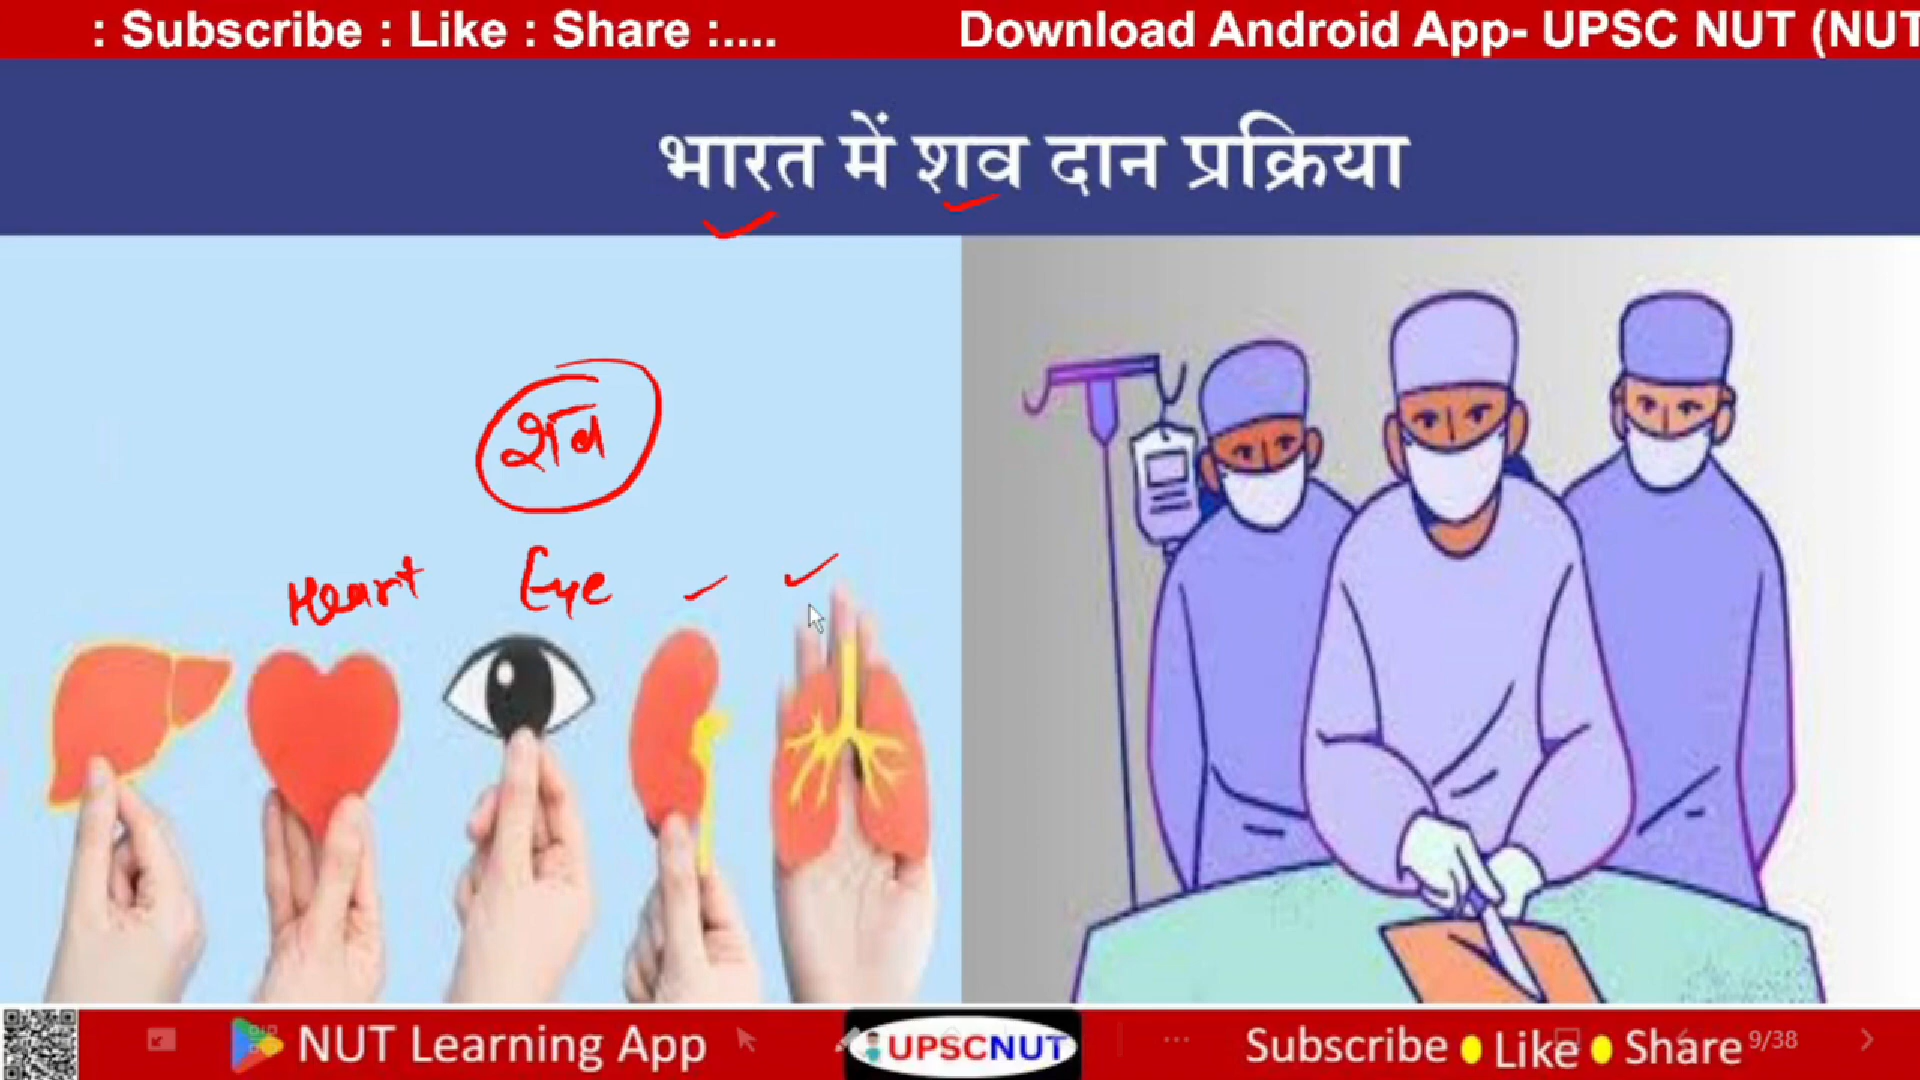 : Subscribe : Like : Share :.... Download Android App- UPSC NUT (NUT
भारत में शव दान प्रक्रिया
शव
Heart Eye
NUT Learning App UPSCNUT Subscribe Like Share 9/38